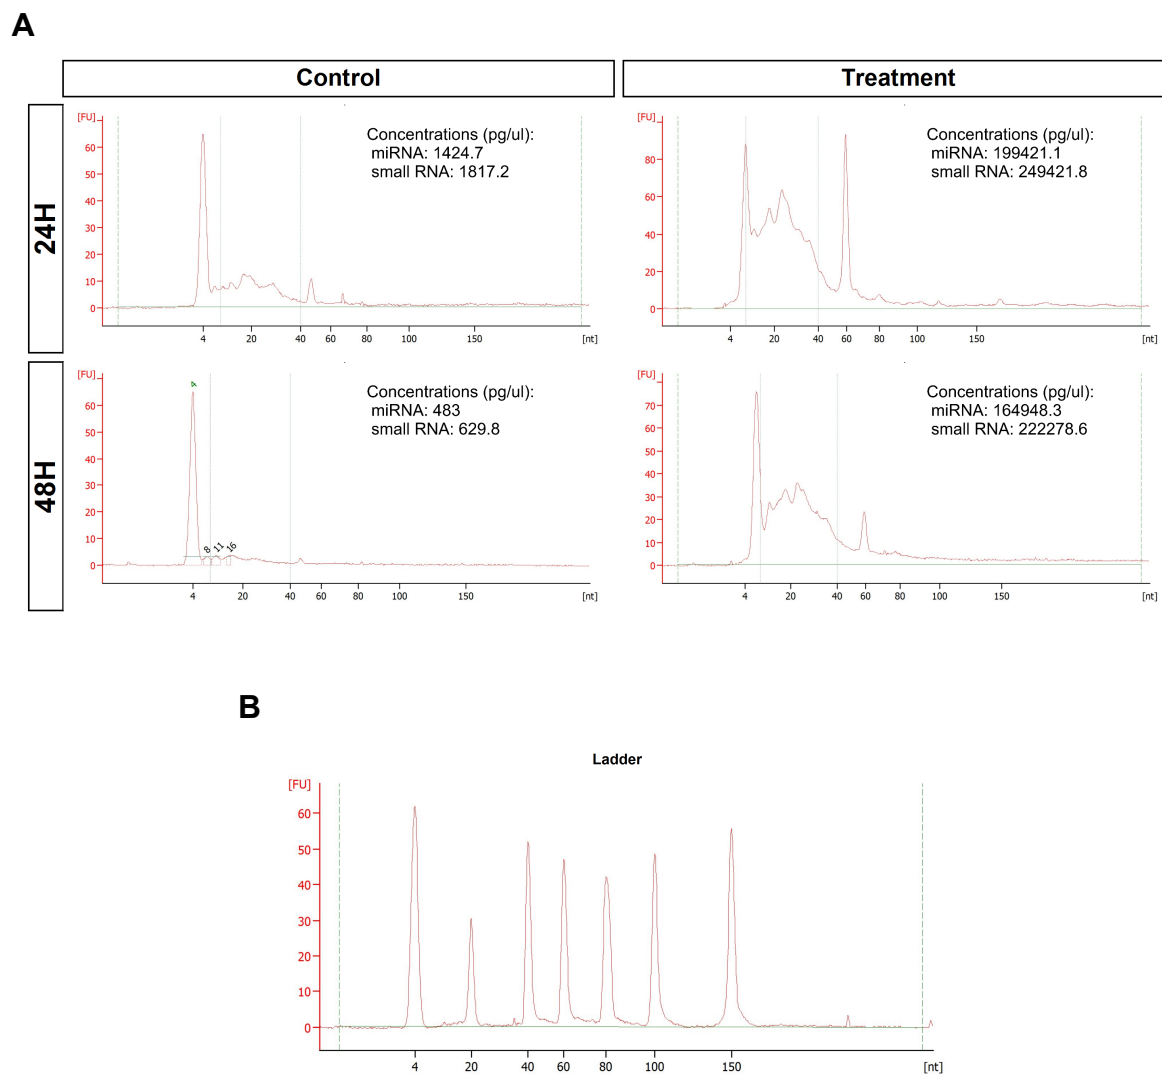 A
Control
Treatment
24H
[FU]
60
50
40
30
20
10
0
Concentrations (pg/ul):
miRNA: 1424.7
small RNA: 1817.2
4 20 40 60 80 100 150 [nt]
[FU]
80
60
40
20
0
Concentrations (pg/ul):
miRNA: 199421.1
small RNA: 249421.8
4 20 40 60 80 100 150 [nt]
48H
[FU]
60
50
40
30
20
10
0
4
8
11
16
Concentrations (pg/ul):
miRNA: 483
small RNA: 629.8
4 20 40 60 80 100 150 [nt]
[FU]
70
60
50
40
30
20
10
0
Concentrations (pg/ul):
miRNA: 164948.3
small RNA: 222278.6
4 20 40 60 80 100 150 [nt]
B
Ladder
[FU]
60
50
40
30
20
10
0
4 20 40 60 80 100 150 [nt]